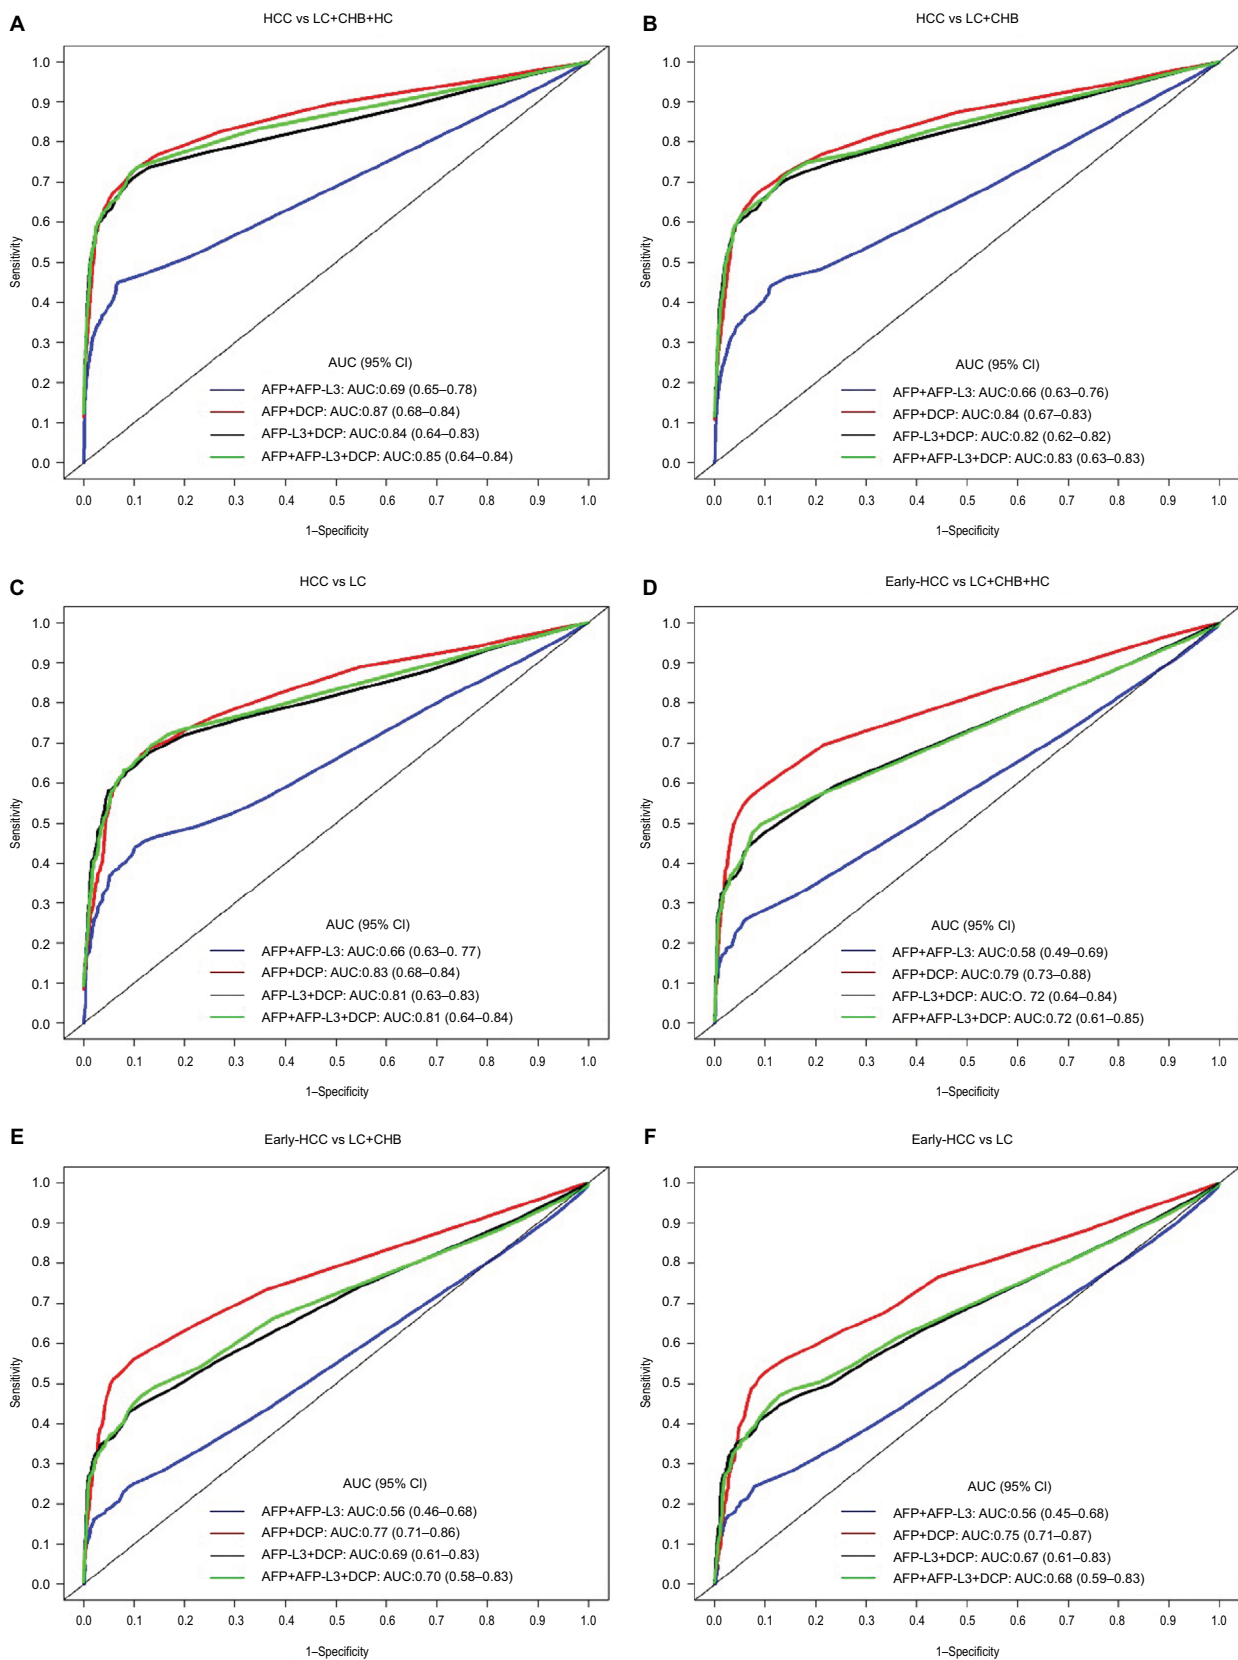 A
HCC vs LC+CHB+HC
1.0
0.9
0.8
0.7
0.6
0.5
0.4
0.3
0.2
0.1
0.0
Sensitivity
AUC (95% CI)
AFP+AFP-L3: AUC:0.69 (0.65–0.78)
AFP+DCP: AUC:0.87 (0.68–0.84)
AFP-L3+DCP: AUC:0.84 (0.64–0.83)
AFP+AFP-L3+DCP: AUC:0.85 (0.64–0.84)
0.0 0.1 0.2 0.3 0.4 0.5 0.6 0.7 0.8 0.9 1.0
1–Specificity
B
HCC vs LC+CHB
1.0
0.9
0.8
0.7
0.6
0.5
0.4
0.3
0.2
0.1
0.0
Sensitivity
AUC (95% CI)
AFP+AFP-L3: AUC:0.66 (0.63–0.76)
AFP+DCP: AUC:0.84 (0.67–0.83)
AFP-L3+DCP: AUC:0.82 (0.62–0.82)
AFP+AFP-L3+DCP: AUC:0.83 (0.63–0.83)
0.0 0.1 0.2 0.3 0.4 0.5 0.6 0.7 0.8 0.9 1.0
1–Specificity
C
HCC vs LC
1.0
0.9
0.8
0.7
0.6
0.5
0.4
0.3
0.2
0.1
0.0
Sensitivity
AUC (95% CI)
AFP+AFP-L3: AUC:0.66 (0.63–0. 77)
AFP+DCP: AUC:0.83 (0.68–0.84)
AFP-L3+DCP: AUC:0.81 (0.63–0.83)
AFP+AFP-L3+DCP: AUC:0.81 (0.64–0.84)
0.0 0.1 0.2 0.3 0.4 0.5 0.6 0.7 0.8 0.9 1.0
1–Specificity
D
Early-HCC vs LC+CHB+HC
1.0
0.9
0.8
0.7
0.6
0.5
0.4
0.3
0.2
0.1
0.0
Sensitivity
AUC (95% CI)
AFP+AFP-L3: AUC:0.58 (0.49–0.69)
AFP+DCP: AUC:0.79 (0.73–0.88)
AFP-L3+DCP: AUC:O. 72 (0.64–0.84)
AFP+AFP-L3+DCP: AUC:0.72 (0.61–0.85)
0.0 0.1 0.2 0.3 0.4 0.5 0.6 0.7 0.8 0.9 1.0
1–Specificity
E
Early-HCC vs LC+CHB
1.0
0.9
0.8
0.7
0.6
0.5
0.4
0.3
0.2
0.1
0.0
Sensitivity
AUC (95% CI)
AFP+AFP-L3: AUC:0.56 (0.46–0.68)
AFP+DCP: AUC:0.77 (0.71–0.86)
AFP-L3+DCP: AUC:0.69 (0.61–0.83)
AFP+AFP-L3+DCP: AUC:0.70 (0.58–0.83)
0.0 0.1 0.2 0.3 0.4 0.5 0.6 0.7 0.8 0.9 1.0
1–Specificity
F
Early-HCC vs LC
1.0
0.9
0.8
0.7
0.6
0.5
0.4
0.3
0.2
0.1
0.0
Sensitivity
AUC (95% CI)
AFP+AFP-L3: AUC:0.56 (0.45–0.68)
AFP+DCP: AUC:0.75 (0.71–0.87)
AFP-L3+DCP: AUC:0.67 (0.61–0.83)
AFP+AFP-L3+DCP: AUC:0.68 (0.59–0.83)
0.0 0.1 0.2 0.3 0.4 0.5 0.6 0.7 0.8 0.9 1.0
1–Specificity